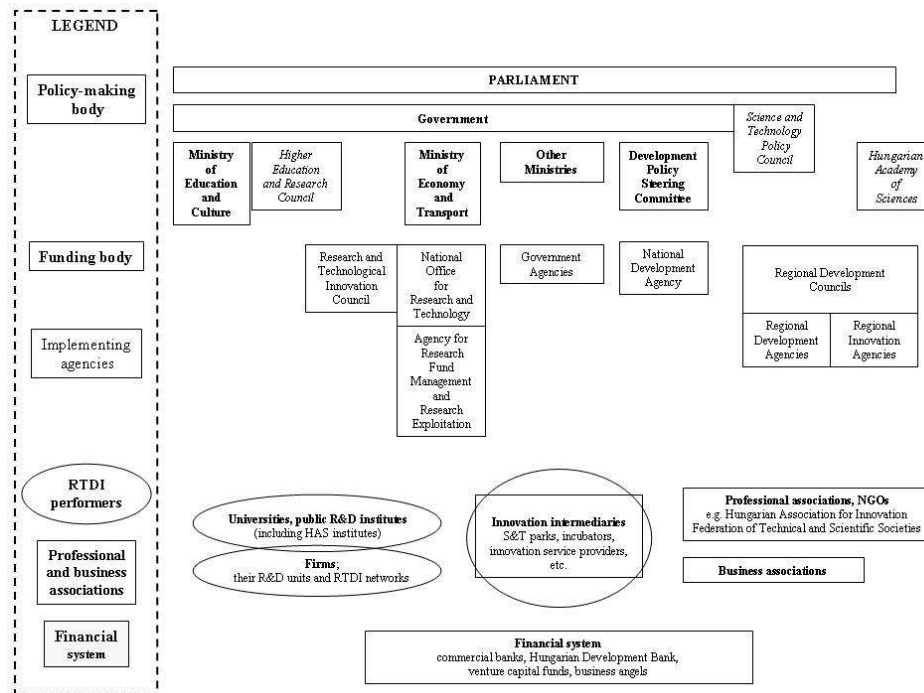 LEGEND
Policy-making
body
Funding body
Implementing
agencies
RTDI
performers
Professional
and business
associations
Financial
system
PARLIAMENT
Government
Science and
Technology
Policy
Council
Ministry
of
Education
and
Culture
Higher
Education
and Research
Council
Ministry
of
Economy
and
Transport
Other
Ministries
Development
Policy
Steering
Committee
Hungarian
Academy
of
Sciences
Research and
Technological
Innovation
Council
National
Office
for
Research and
Technology
Government
Agencies
National
Development
Agency
Regional Development
Councils
Agency for
Research
Fund
Management
and
Research
Exploitation
Regional
Development
Agencies
Regional
Innovation
Agencies
Universities, public R&D institutes
(including HAS institutes)
Firms;
their R&D units and RTDI networks
Innovation intermediaries
S&T parks, incubators,
innovation service providers,
etc.
Professional associations, NGOs
e.g. Hungarian Association for Innovation
Federation of Technical and Scientific Societies
Business associations
Financial system
commercial banks, Hungarian Development Bank,
venture capital funds, business angels